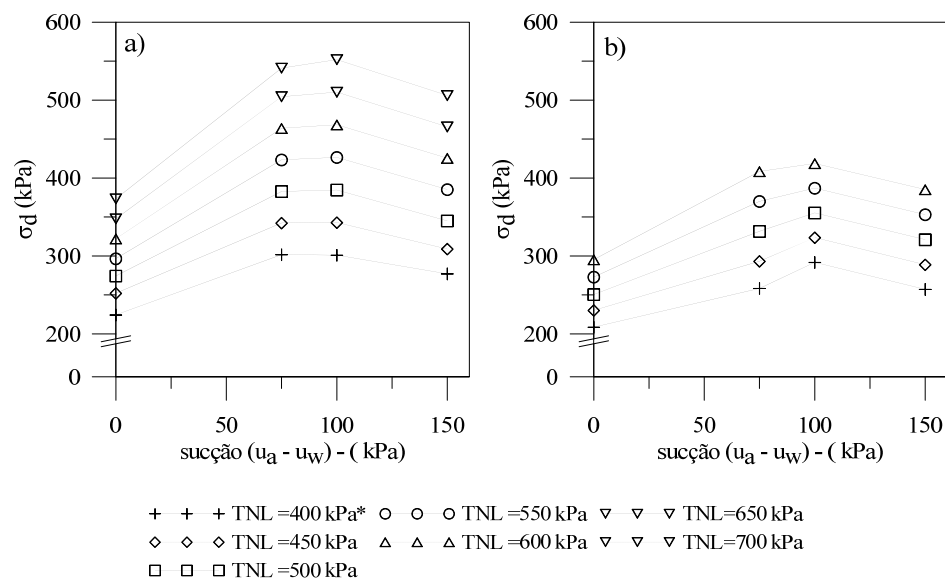 600
a)
500
400
300
200
0
σd (kPa)
0 50 100 150
sucção (ua - uw) - ( kPa)
600
b)
500
400
300
200
0
σd (kPa)
0 50 100 150
sucção (ua - uw) - ( kPa)
TNL =400 kPa* TNL =550 kPa TNL =650 kPa
TNL =450 kPa TNL =600 kPa TNL=700 kPa
TNL =500 kPa